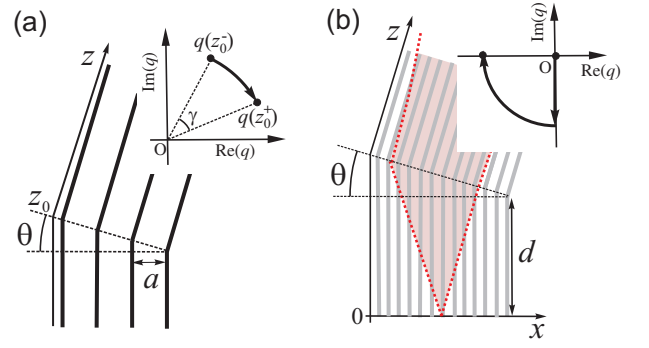 (a)
z
Im(q)
q(z₀⁻)
q(z₀⁺)
γ
O
Re(q)
z₀
θ
a
(b)
z
Im(q)
O
Re(q)
θ
d
0
x